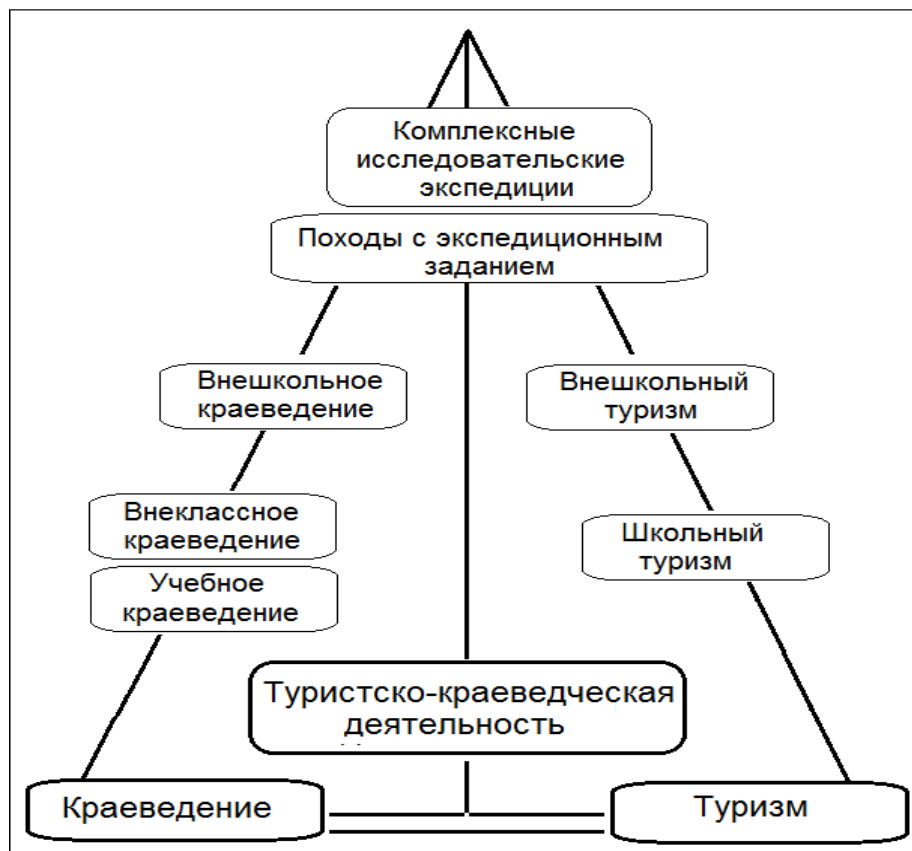 Комплексные
исследовательские
экспедиции
Походы с экспедиционным
заданием
Внешкольное
краеведение
Внешкольный
туризм
Внеклассное
краеведение
Школьный
туризм
Учебное
краеведение
Туристско-краеведческая
деятельность
Краеведение
Туризм